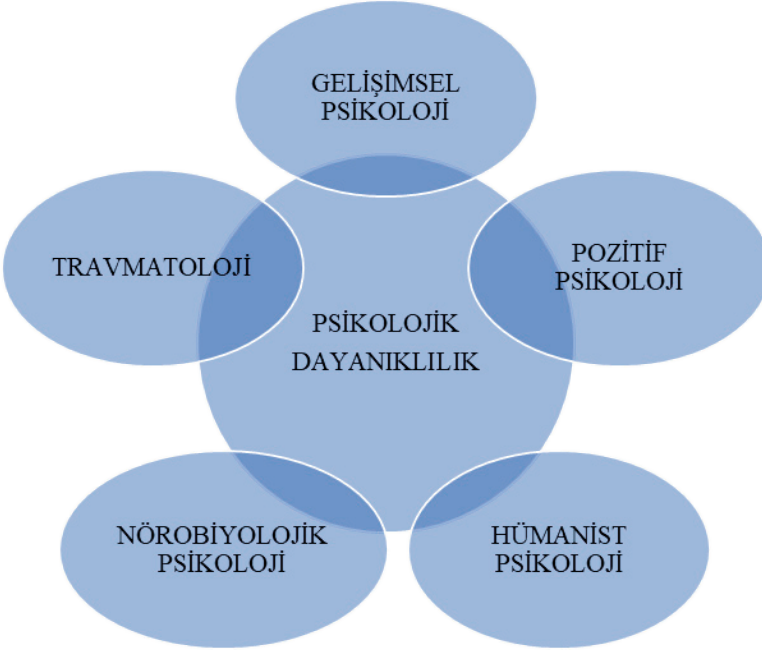 GELİŞİMSEL
PSİKOLOJİ
TRAVMATOLOJİ
POZİTİF
PSİKOLOJİ
PSİKOLOJİK
DAYANIKLILIK
NÖROBİYOLOJİK
PSİKOLOJİ
HÜMANİST
PSİKOLOJİ